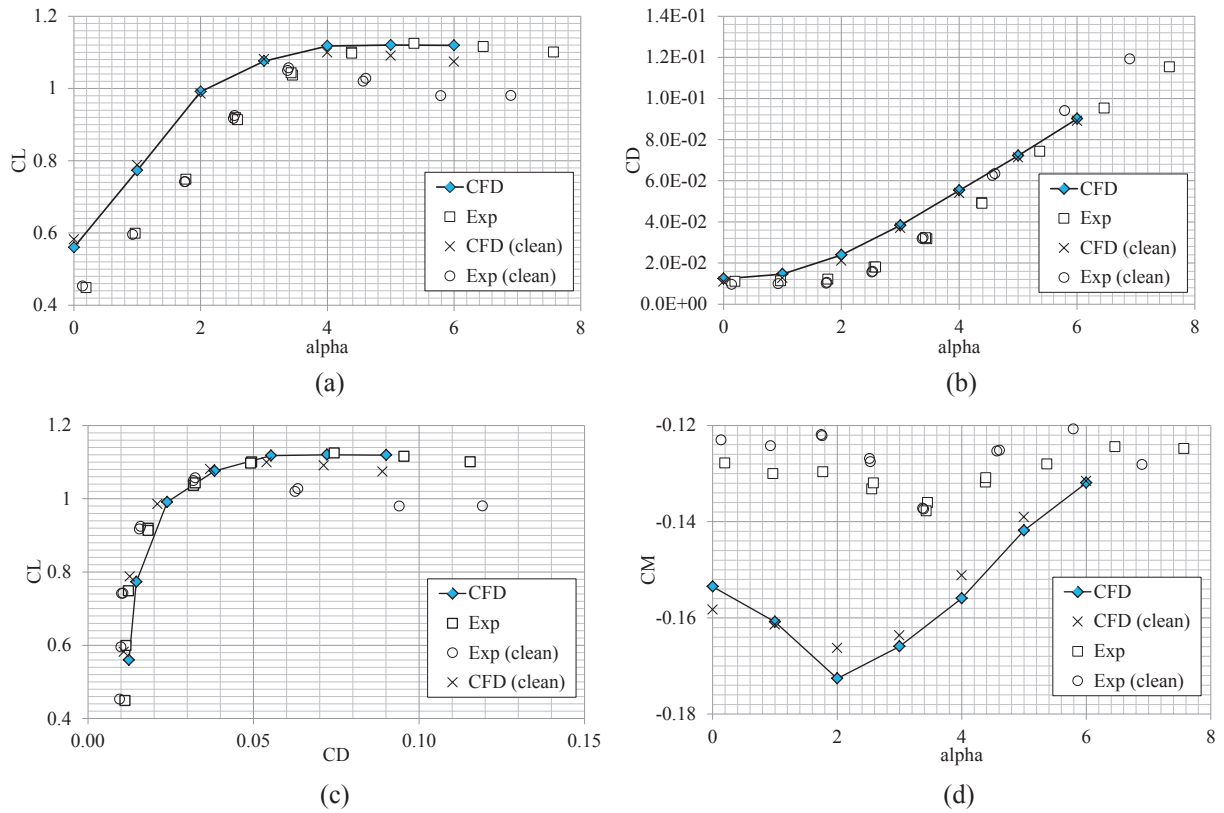 1.2
1
0.8
0.6
0.4
CL
0 2 4 6 8
alpha
CFD
Exp
CFD (clean)
Exp (clean)
(a)
1.4E-01
1.2E-01
1.0E-01
8.0E-02
6.0E-02
4.0E-02
2.0E-02
0.0E+00
CD
0 2 4 6 8
alpha
CFD
Exp
CFD (clean)
Exp (clean)
(b)
1.2
1
0.8
0.6
0.4
CL
0.00 0.05 0.10 0.15
CD
CFD
Exp
Exp (clean)
CFD (clean)
(c)
-0.12
-0.14
-0.16
-0.18
CM
0 2 4 6 8
alpha
CFD
CFD (clean)
Exp
Exp (clean)
(d)